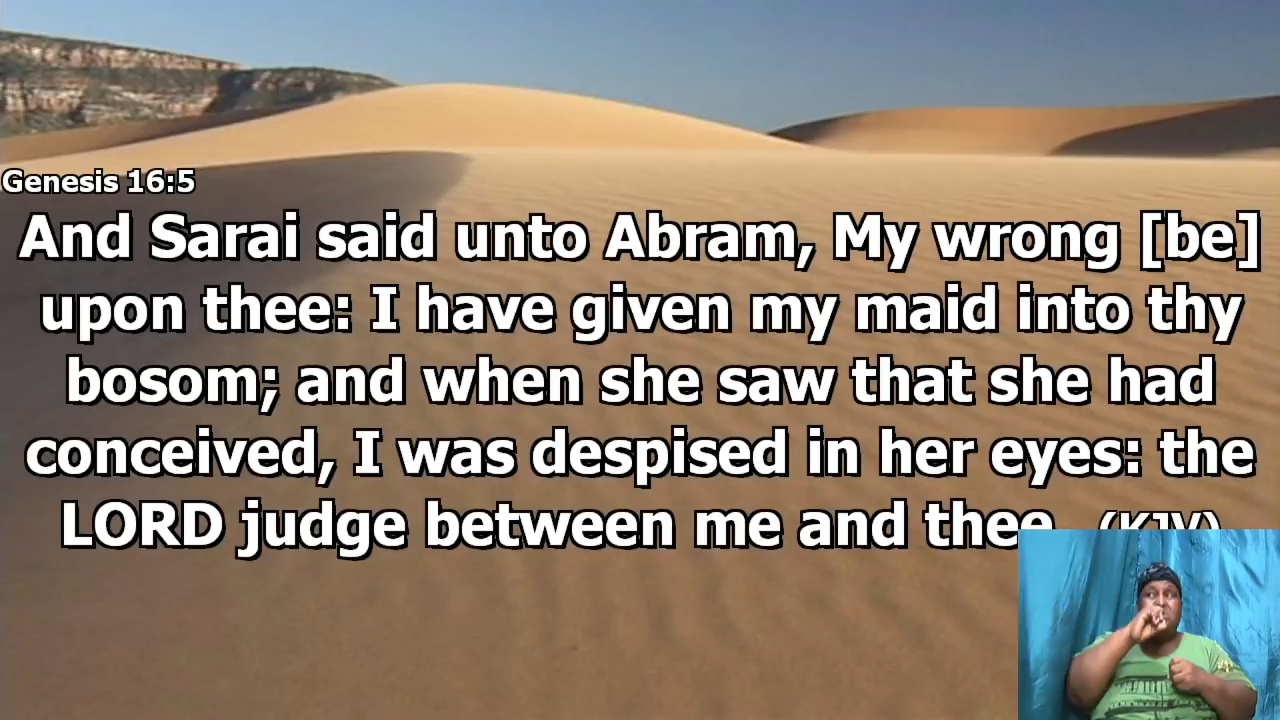 Genesis 16:5
And Sarai said unto Abram, My wrong [be]
upon thee: I have given my maid into thy
bosom; and when she saw that she had
conceived, I was despised in her eyes: the
LORD judge between me and thee. (KJV)